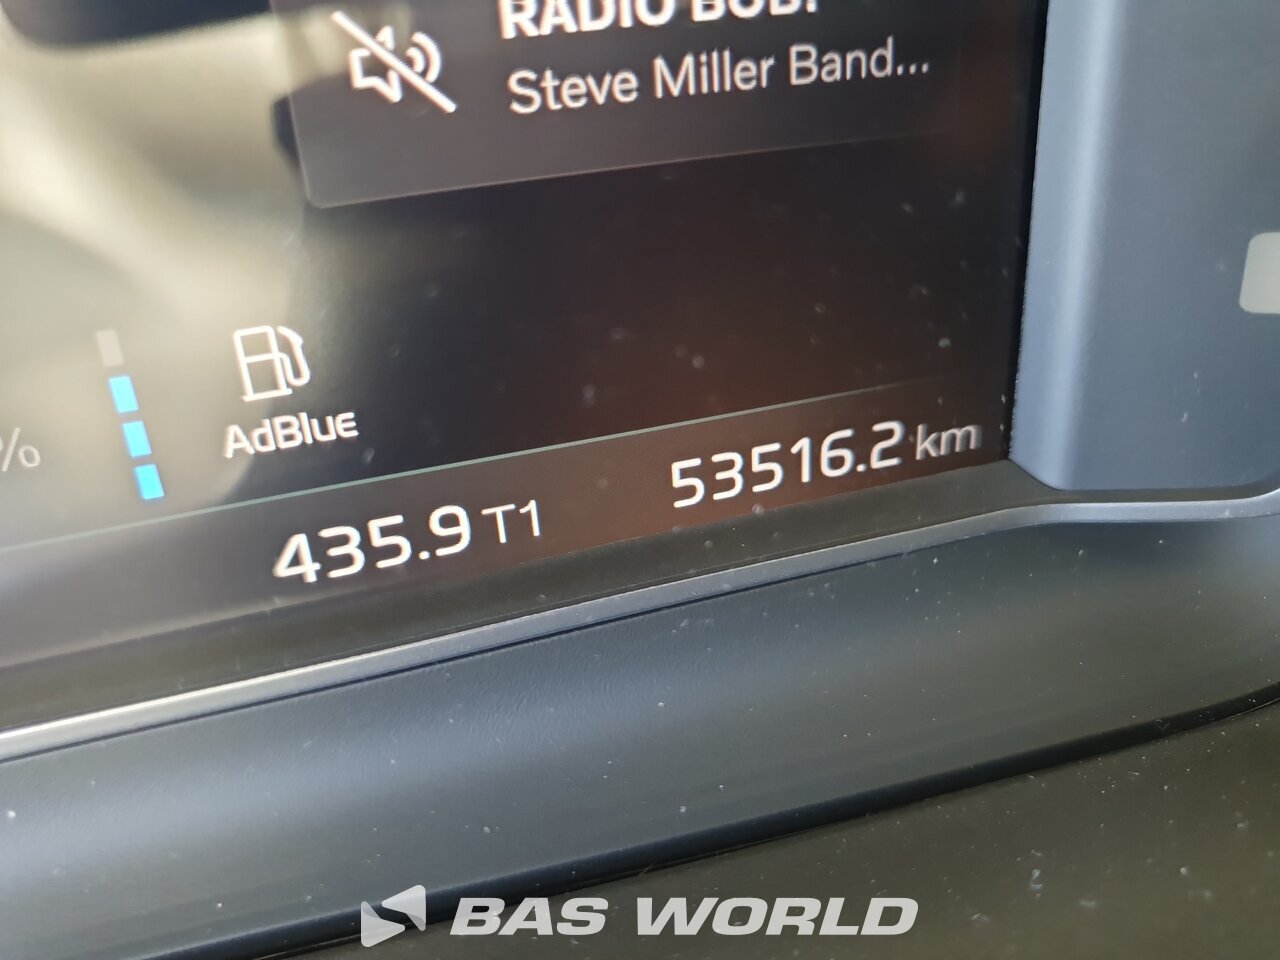 RADIO BOB!
Steve Miller Band...
%
AdBlue
435.9 T1
53516.2 km
BAS WORLD